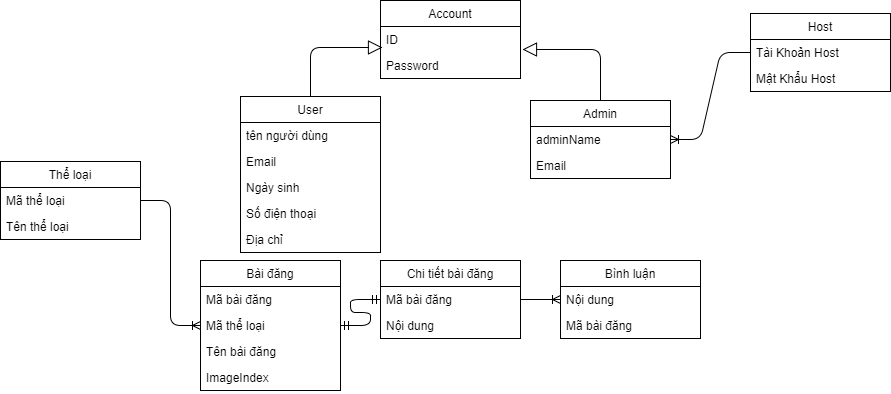 Account
ID
Password
Host
Tài Khoản Host
Mật Khẩu Host
User
tên người dùng
Email
Ngày sinh
Số điện thoại
Địa chỉ
Admin
adminName
Email
Thể loại
Mã thể loại
Tên thể loại
Bài đăng
Mã bài đăng
Mã thể loại
Tên bài đăng
ImageIndex
Chi tiết bài đăng
Mã bài đăng
Nội dung
Bình luận
Nội dung
Mã bài đăng